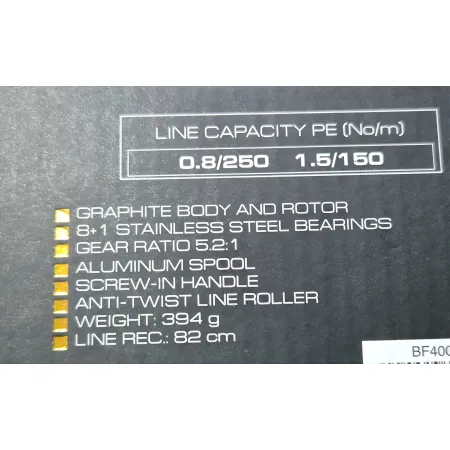 LINE CAPACITY PE (No/m)
0.8/250 1.5/150
GRAPHITE BODY AND ROTOR
8+1 STAINLESS STEEL BEARINGS
GEAR RATIO 5.2:1
ALUMINUM SPOOL
SCREW-IN HANDLE
ANTI-TWIST LINE ROLLER
WEIGHT: 394 g
LINE REC.: 82 cm
BF400